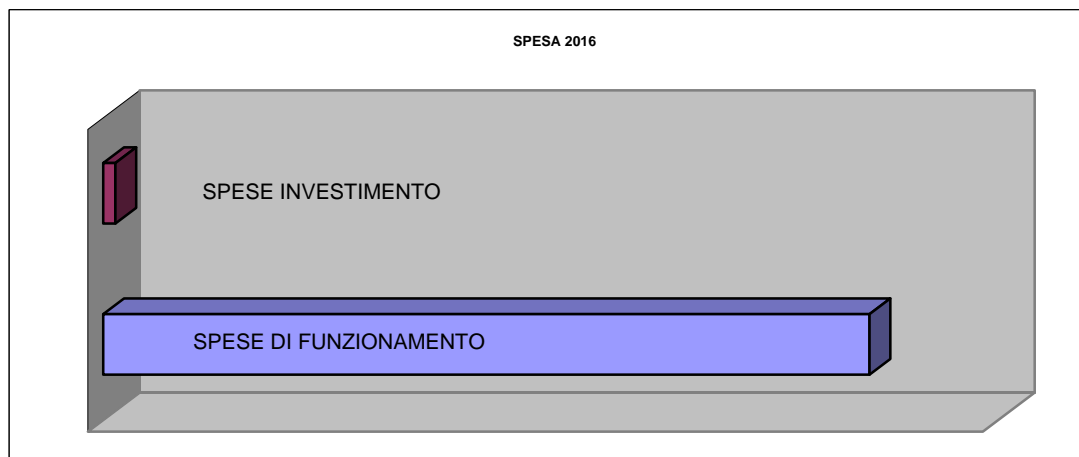 SPESA 2016
SPESE INVESTIMENTO
SPESE DI FUNZIONAMENTO